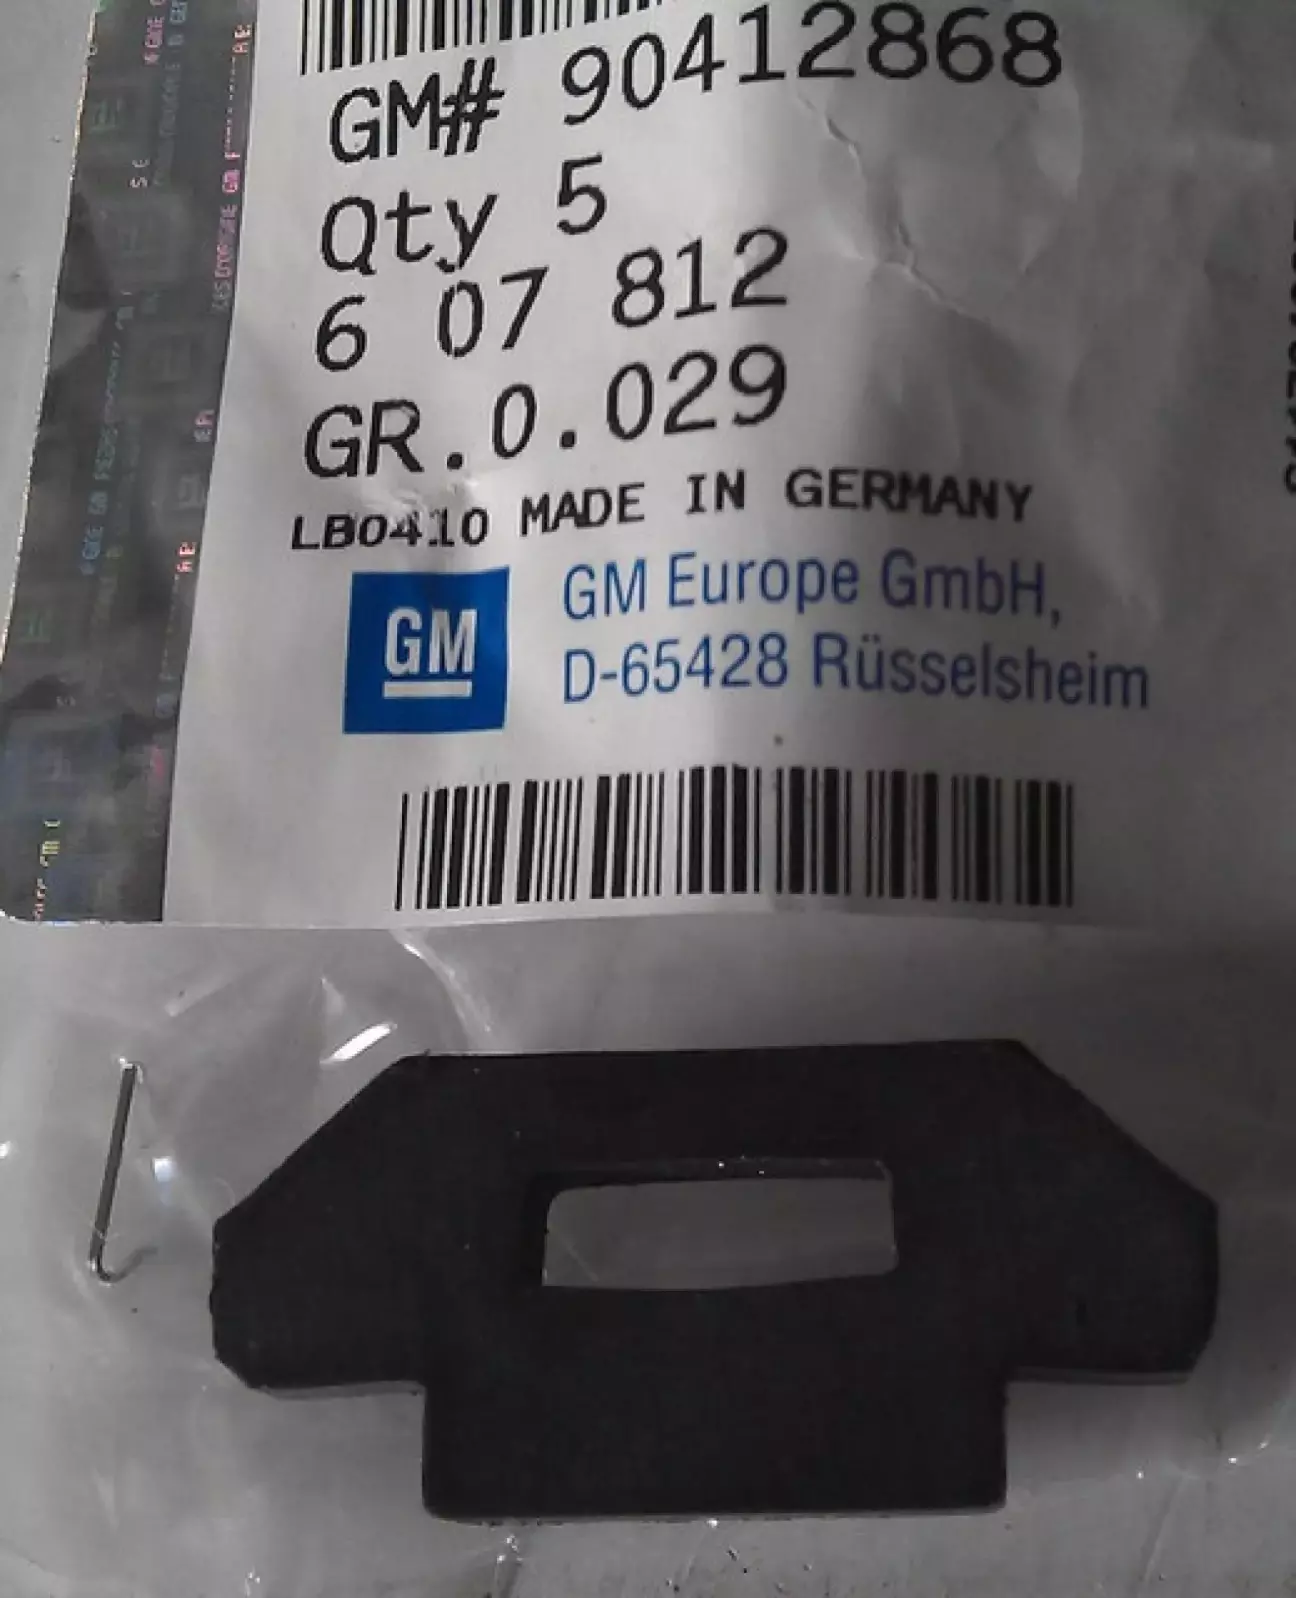 GM# 90412868
Qty 5
6 07 812
GR.0.029
LB0410 MADE IN GERMANY
GM
GM Europe GmbH,
D-65428 Rüsselsheim